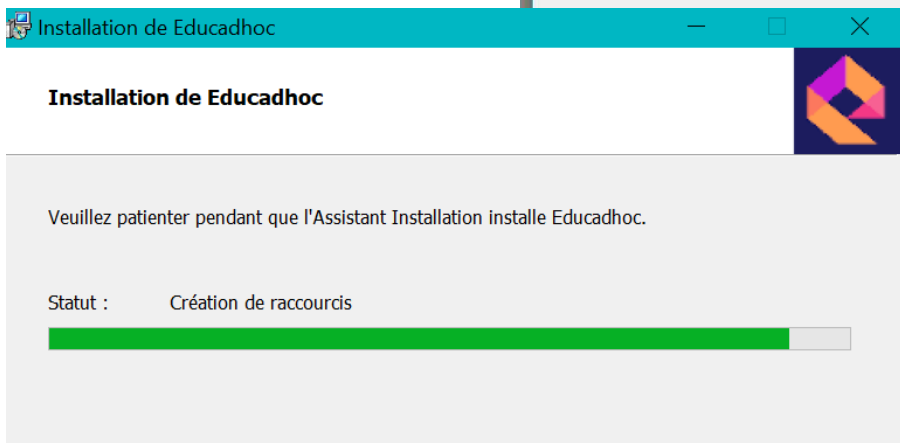 Installation de Educadhoc
Installation de Educadhoc
Veuillez patienter pendant que l'Assistant Installation installe Educadhoc.
Statut : Création de raccourcis